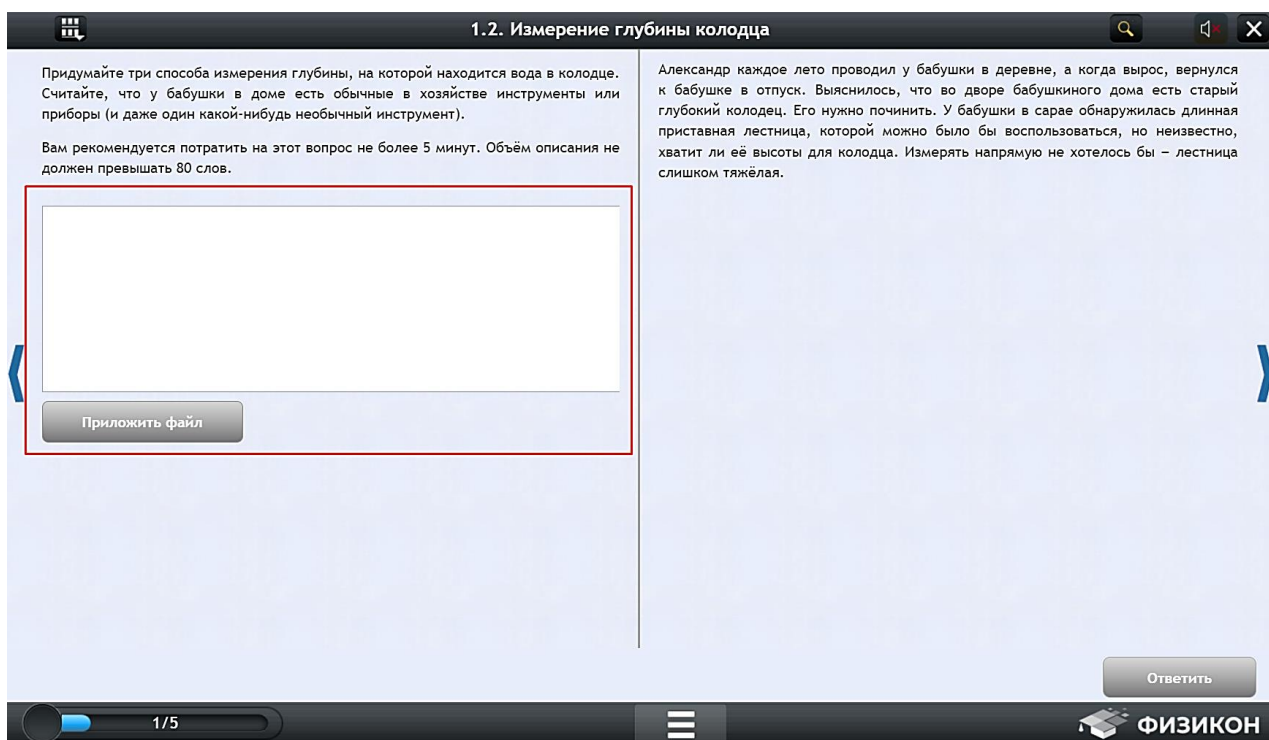 1.2. Измерение глубины колодца
Придумайте три способа измерения глубины, на которой находится вода в колодце.
Считайте, что у бабушки в доме есть обычные в хозяйстве инструменты или
приборы (и даже один какой-нибудь необычный инструмент).
Вам рекомендуется потратить на этот вопрос не более 5 минут. Объём описания не
должен превышать 80 слов.
Приложить файл
Александр каждое лето проводил у бабушки в деревне, а когда вырос, вернулся
к бабушке в отпуск. Выяснилось, что во дворе бабушкиного дома есть старый
глубокий колодец. Его нужно починить. У бабушки в сарае обнаружилась длинная
приставная лестница, которой можно было бы воспользоваться, но неизвестно,
хватит ли её высоты для колодца. Измерять напрямую не хотелось бы – лестница
слишком тяжёлая.
Ответить
1/5
ФИЗИКОН